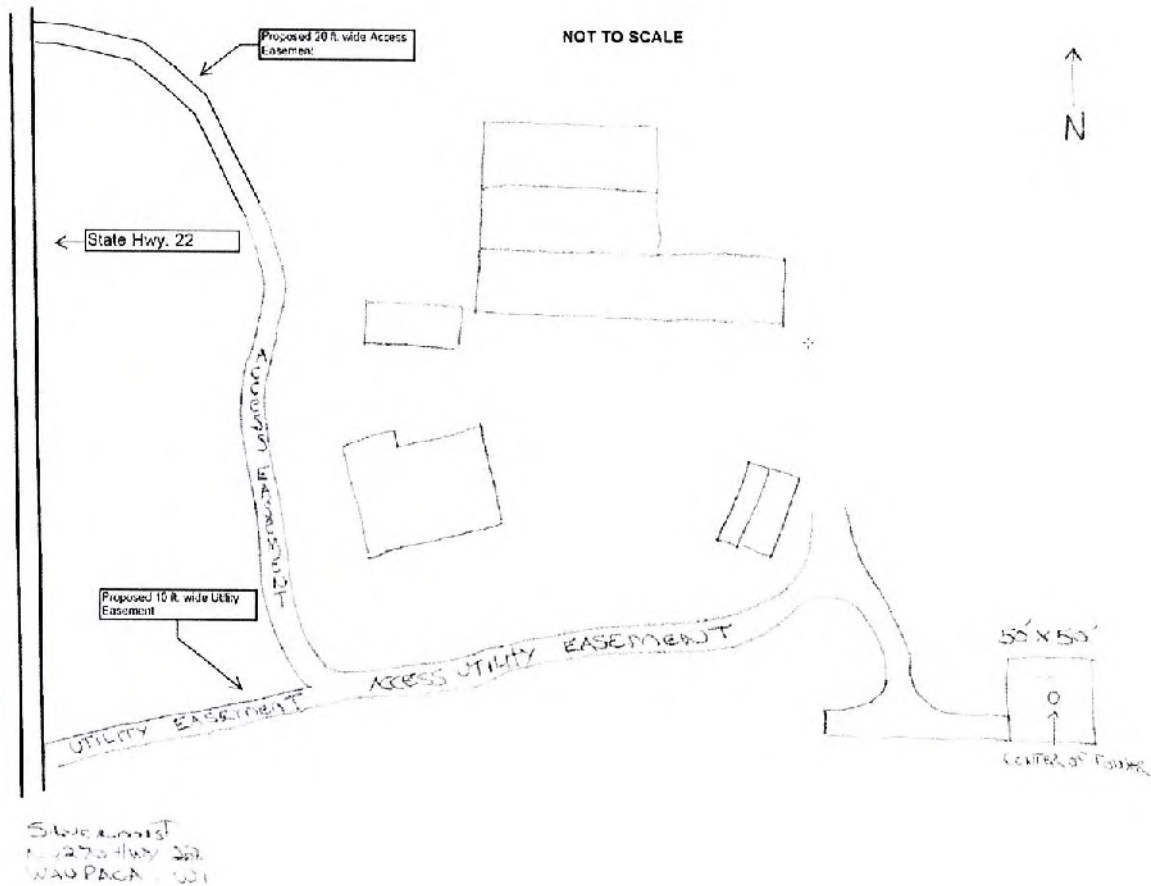 Proposed 20 ft. wide Access
Easement
NOT TO SCALE
N
State Hwy. 22
ACCESS EASEMENT
Proposed 10 ft. wide Utility
Easement
ACCESS UTILITY EASEMENT
UTILITY EASEMENT
50' X 50'
CENTER OF TOWER
HWY 22
WAUPACA WI